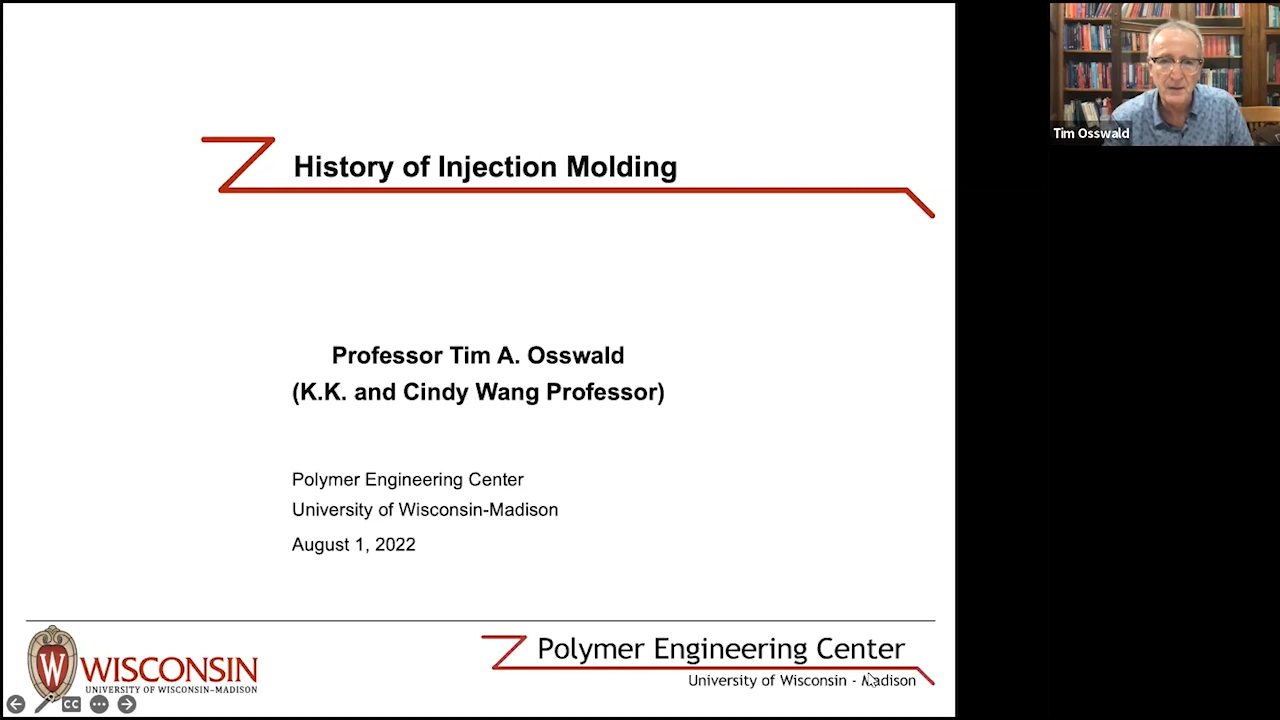 History of Injection Molding
Professor Tim A. Osswald
(K.K. and Cindy Wang Professor)
Polymer Engineering Center
University of Wisconsin-Madison
August 1, 2022
W
WISCONSIN
UNIVERSITY OF WISCONSIN–MADISON
Polymer Engineering Center
University of Wisconsin - Madison
CC
Tim Osswald